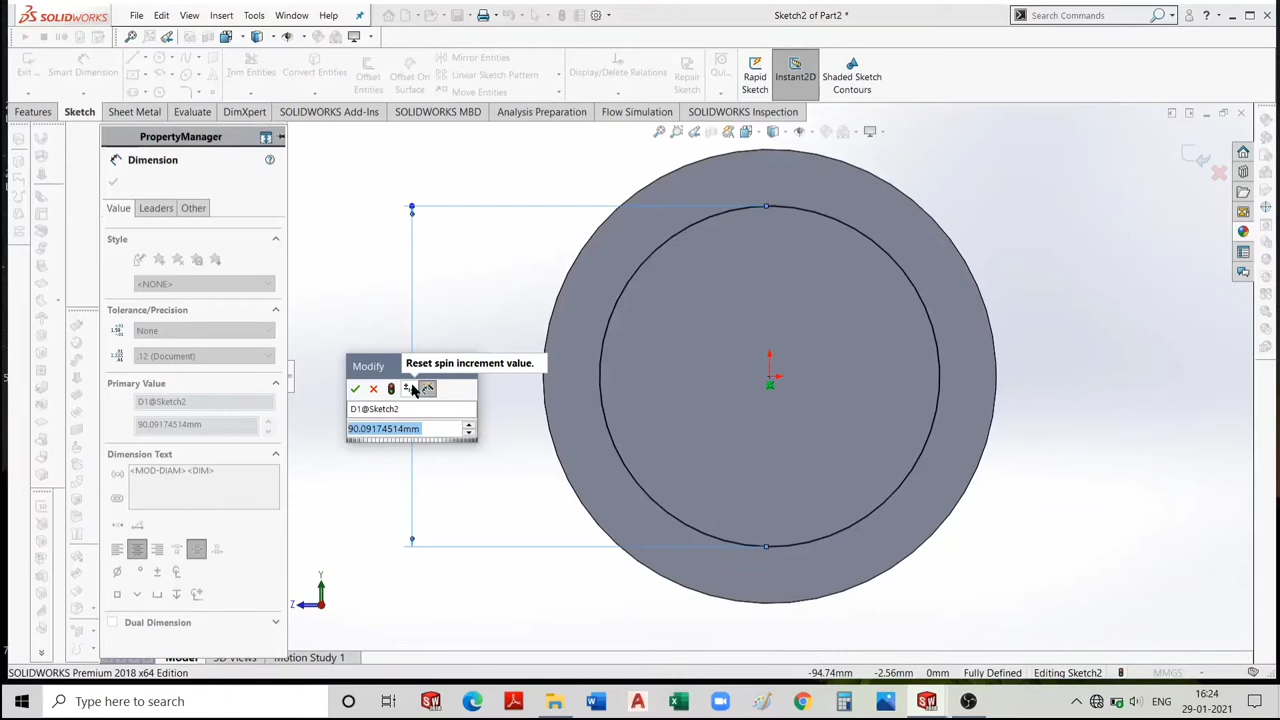 SOLIDWORKS File Edit View Insert Tools Window Help Sketch2 of Part2 * Search Commands
Exit ... Smart Dimension Trim Entities Convert Entities Offset Entities Offset On Surface Mirror Entities Linear Sketch Pattern Move Entities Display/Delete Relations Repair Sketch Qui... Rapid Sketch Instant2D Shaded Sketch Contours
Features Sketch Sheet Metal Evaluate DimXpert SOLIDWORKS Add-Ins SOLIDWORKS MBD Analysis Preparation Flow Simulation SOLIDWORKS Inspection
PropertyManager
Dimension
Value Leaders Other
Style
<NONE>
Tolerance/Precision
None
.12 (Document)
Primary Value
D1@Sketch2
90.09174514mm
Dimension Text
<MOD-DIAM><DIM>
Dual Dimension
Modify
Reset spin increment value.
D1@Sketch2
90.09174514mm
Y
Z
Model 3D Views Motion Study 1
SOLIDWORKS Premium 2018 x64 Edition -94.74mm -2.56mm 0mm Fully Defined Editing Sketch2 MMGS
Type here to search ENG 16:24
29-01-2021